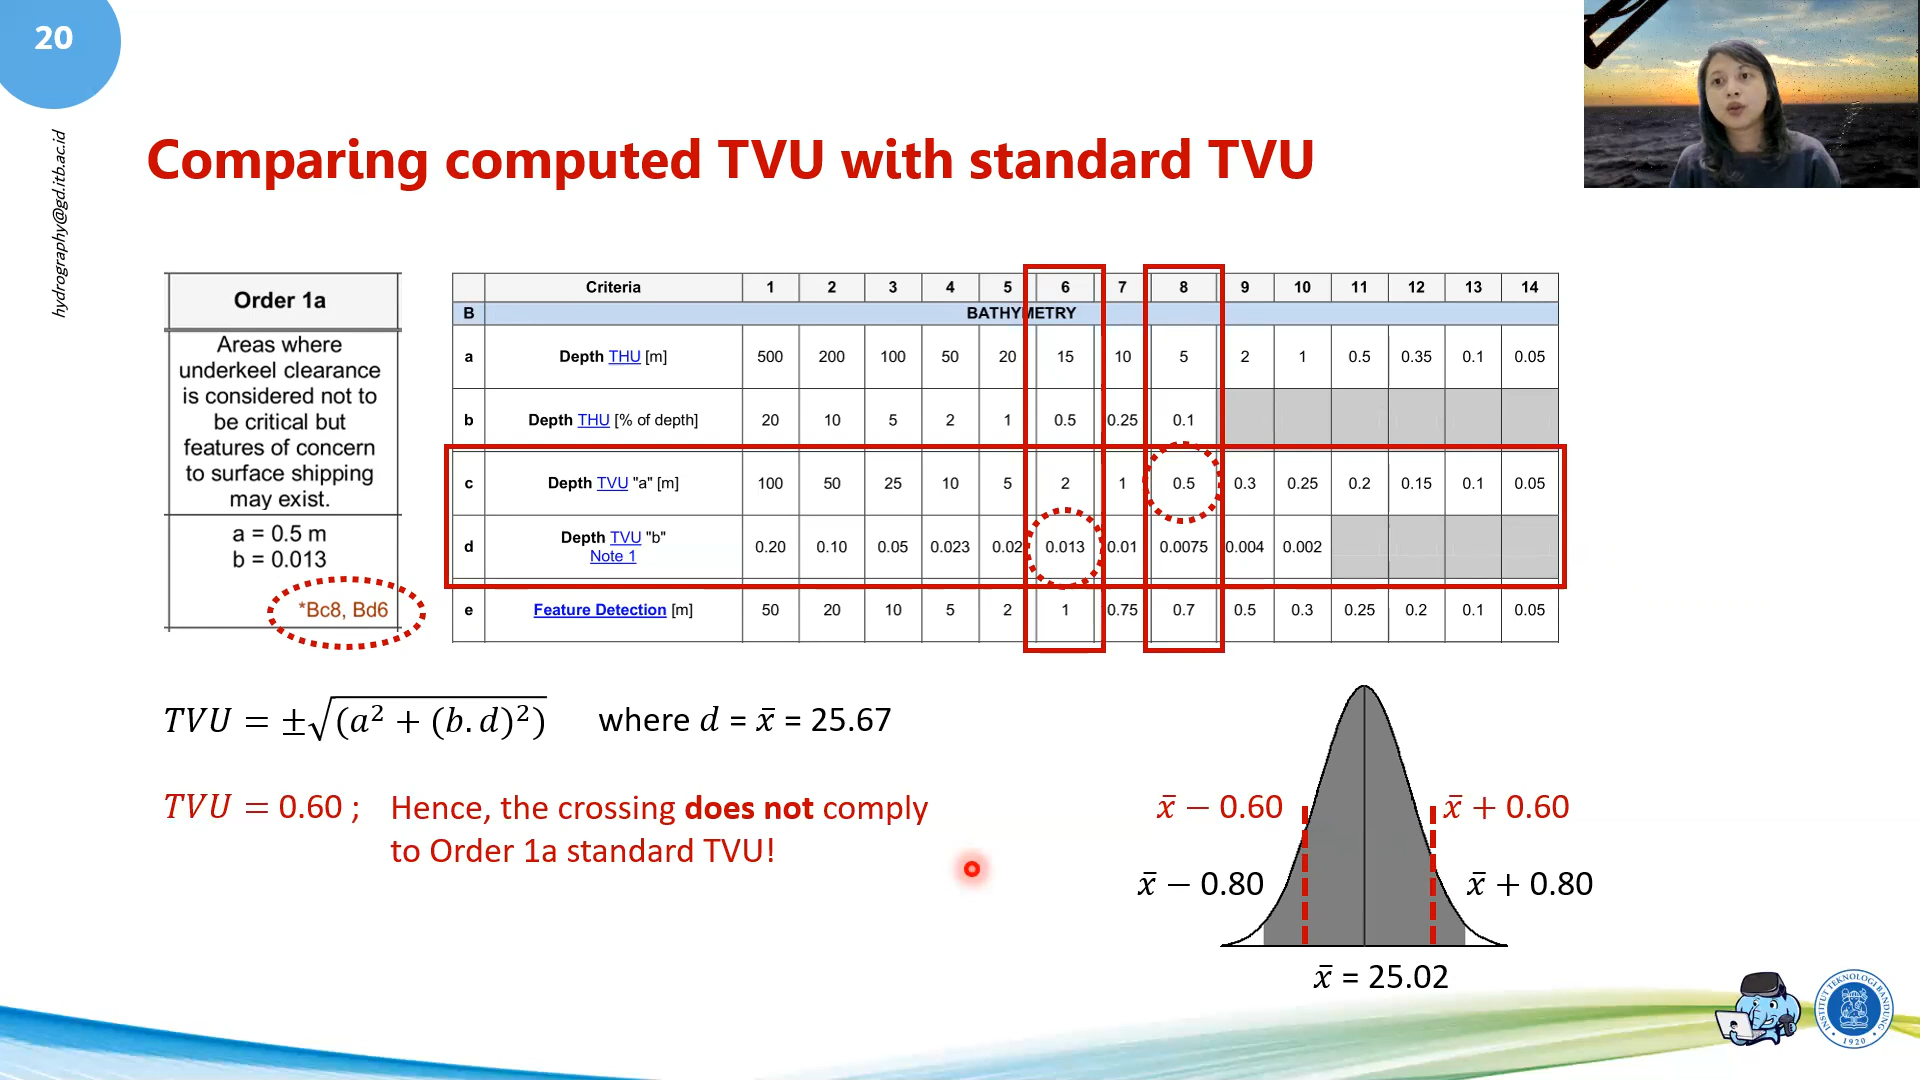 20
hydrography@gd.itb.ac.id
Comparing computed TVU with standard TVU
Order 1a
Areas where
underkeel clearance
is considered not to
be critical but
features of concern
to surface shipping
may exist.
a = 0.5 m
b = 0.013
*Bc8, Bd6
Criteria 1 2 3 4 5 6 7 8 9 10 11 12 13 14
B BATHYMETRY
a Depth THU [m] 500 200 100 50 20 15 10 5 2 1 0.5 0.35 0.1 0.05
b Depth THU [% of depth] 20 10 5 2 1 0.5 0.25 0.1
c Depth TVU "a" [m] 100 50 25 10 5 2 1 0.5 0.3 0.25 0.2 0.15 0.1 0.05
d Depth TVU "b" Note 1 0.20 0.10 0.05 0.023 0.02 0.013 0.01 0.0075 0.004 0.002
e Feature Detection [m] 50 20 10 5 2 1 0.75 0.7 0.5 0.3 0.25 0.2 0.1 0.05
TVU = ±√(a² + (b.d)²) where d = x̄ = 25.67
TVU = 0.60 ; Hence, the crossing does not comply
to Order 1a standard TVU!
x̄ − 0.60 x̄ + 0.60
x̄ − 0.80 x̄ + 0.80
x̄ = 25.02
INSTITUT TEKNOLOGI BANDUNG
1920